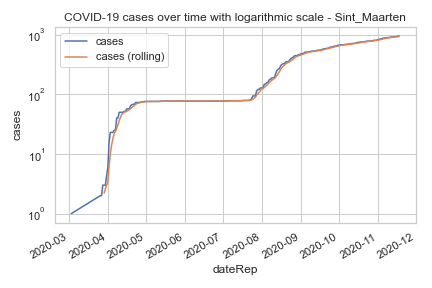 COVID-19 cases over time with logarithmic scale - Sint_Maarten
cases
cases (rolling)
10³
10²
10¹
10⁰
cases
2020-03
2020-04
2020-05
2020-06
2020-07
2020-08
2020-09
2020-10
2020-11
2020-12
dateRep